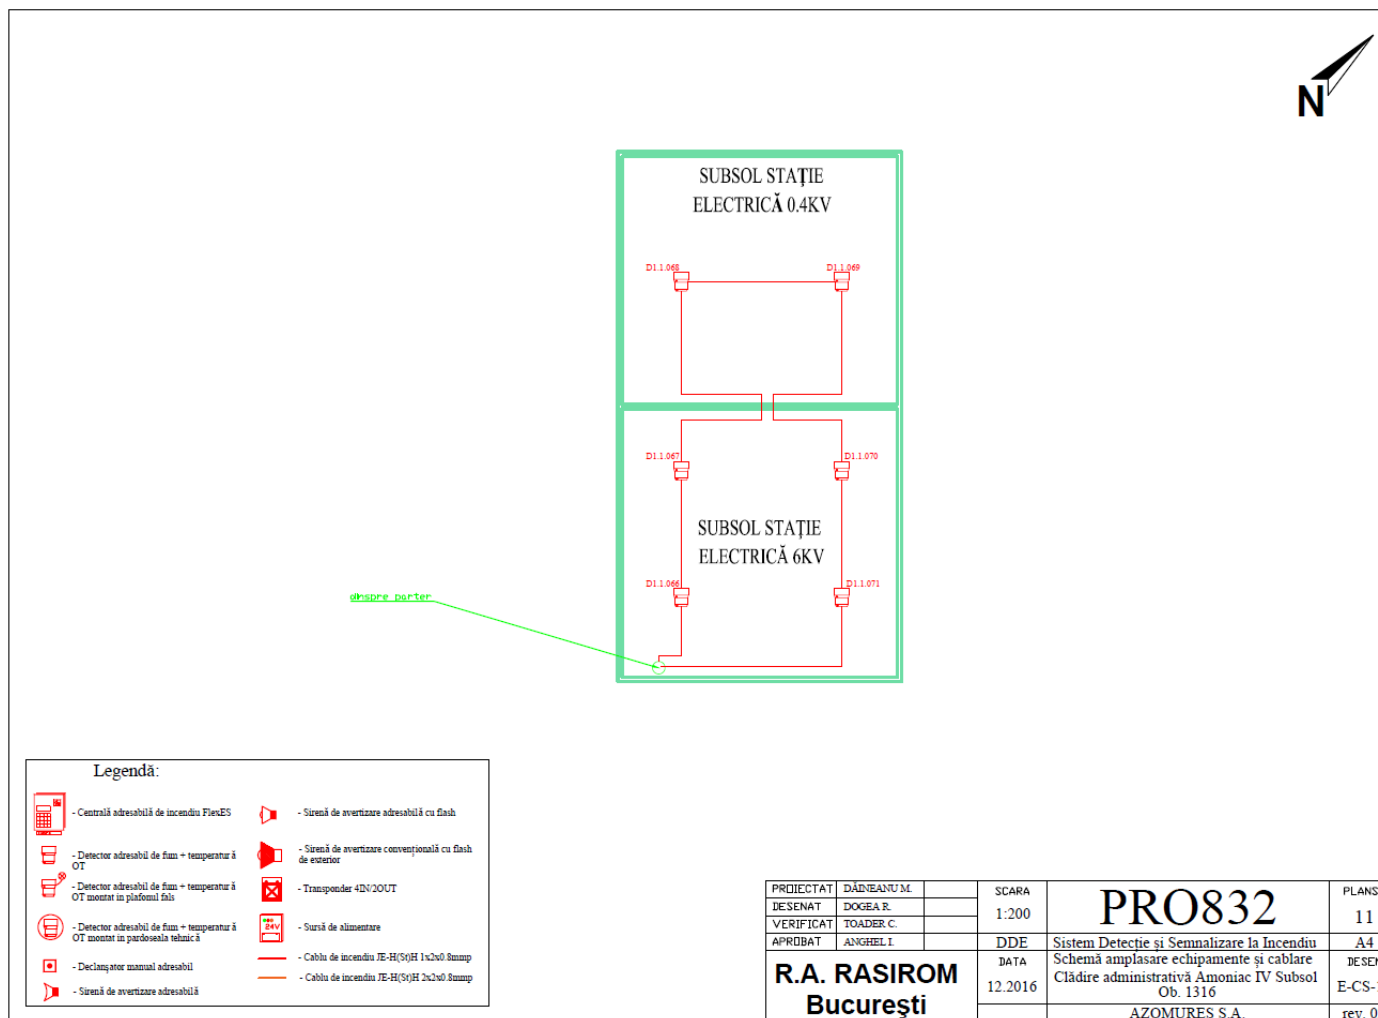 N
SUBSOL STAŢIE
ELECTRICĂ 0.4KV
D1.1.068
D1.1.069
D1.1.067
D1.1.070
SUBSOL STAŢIE
ELECTRICĂ 6KV
D1.1.066
D1.1.071
dinspre parter
Legendă:
- Centrală adresabilă de incendiu FlexES
- Detector adresabil de fum + temperatură
OT
- Detector adresabil de fum + temperatură
OT montat in plafonul fals
- Detector adresabil de fum + temperatură
OT montat in pardoseala tehnică
- Declanşator manual adresabil
- Sirenă de avertizare adresabilă
- Sirenă de avertizare adresabilă cu flash
- Sirenă de avertizare convenţională cu flash
de exterior
- Transponder 4IN/2OUT
24V
- Sursă de alimentare
- Cablu de incendiu JE-H(St)H 1x2x0.8mmp
- Cablu de incendiu JE-H(St)H 2x2x0.8mmp
PROIECTAT DĂINEANU M.
DESENAT DOGEA R.
VERIFICAT TOADER C.
APROBAT ANGHEL I.
R.A. RASIROM
Bucureşti
SCARA
1:200
DDE
DATA
12.2016
PRO832
Sistem Detecţie şi Semnalizare la Incendiu
Schemă amplasare echipamente şi cablare
Clădire administrativă Amoniac IV Subsol
Ob. 1316
AZOMURES S.A.
PLANS
11
A4
DESEN
E-CS-
rev. 0